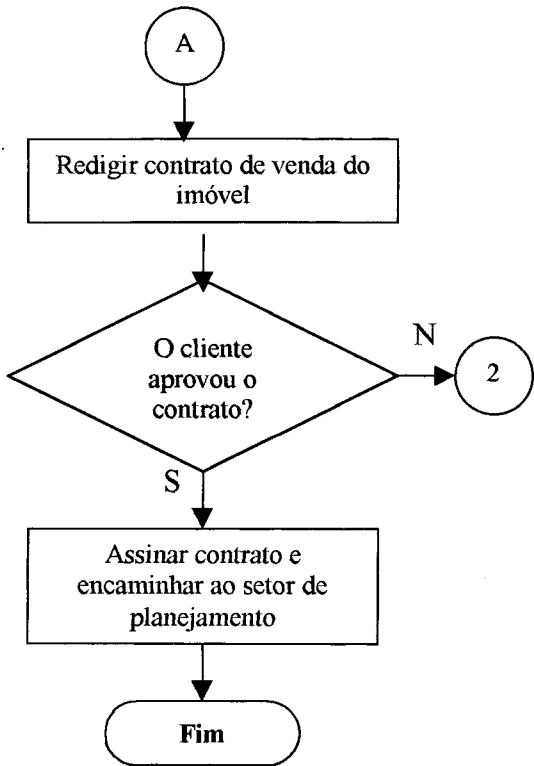 A
Redigir contrato de venda do
imóvel
O cliente
aprovou o
contrato?
N
2
S
Assinar contrato e
encaminhar ao setor de
planejamento
Fim